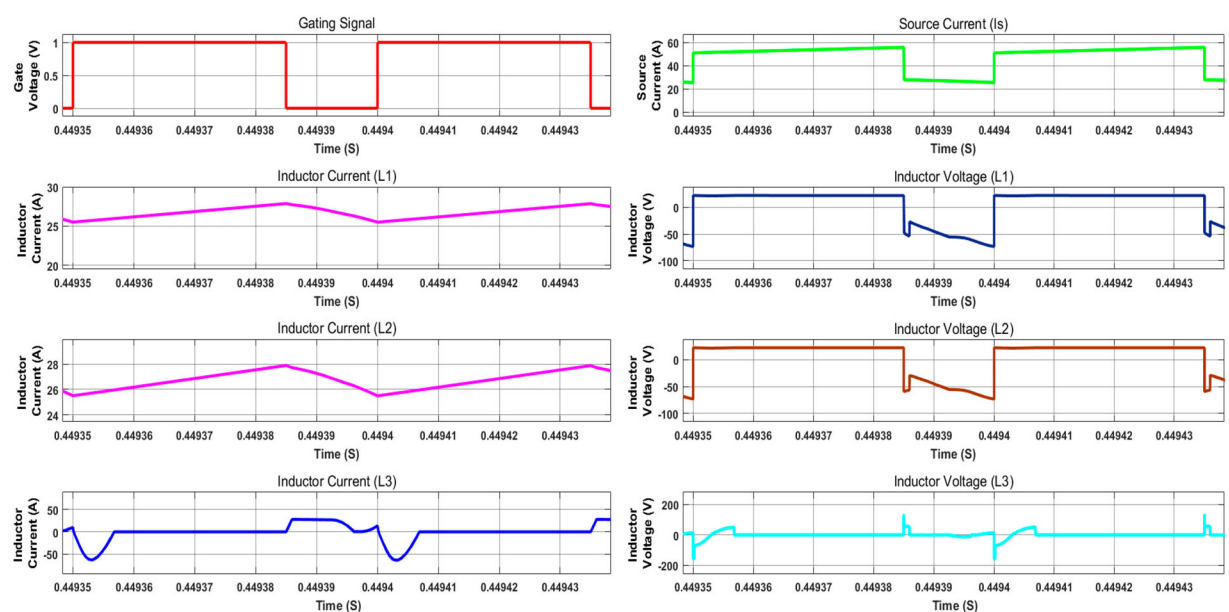 Gating Signal
Gate
Voltage (V)
1
0.5
0
0.44935 0.44936 0.44937 0.44938 0.44939 0.4494 0.44941 0.44942 0.44943
Time (S)
Source Current (Is)
Source
Current (A)
60
40
20
0
0.44935 0.44936 0.44937 0.44938 0.44939 0.4494 0.44941 0.44942 0.44943
Time (S)
Inductor Current (L1)
Inductor
Current (A)
30
25
20
0.44935 0.44936 0.44937 0.44938 0.44939 0.4494 0.44941 0.44942 0.44943
Time (S)
Inductor Voltage (L1)
Inductor
Voltage (V)
0
-50
-100
0.44935 0.44936 0.44937 0.44938 0.44939 0.4494 0.44941 0.44942 0.44943
Time (S)
Inductor Current (L2)
Inductor
Current (A)
28
26
24
0.44935 0.44936 0.44937 0.44938 0.44939 0.4494 0.44941 0.44942 0.44943
Time (S)
Inductor Voltage (L2)
Inductor
Voltage (V)
0
-50
-100
0.44935 0.44936 0.44937 0.44938 0.44939 0.4494 0.44941 0.44942 0.44943
Time (S)
Inductor Current (L3)
Inductor
Current (A)
50
0
-50
0.44935 0.44936 0.44937 0.44938 0.44939 0.4494 0.44941 0.44942 0.44943
Time (S)
Inductor Voltage (L3)
Inductor
Voltage (V)
200
0
-200
0.44935 0.44936 0.44937 0.44938 0.44939 0.4494 0.44941 0.44942 0.44943
Time (S)